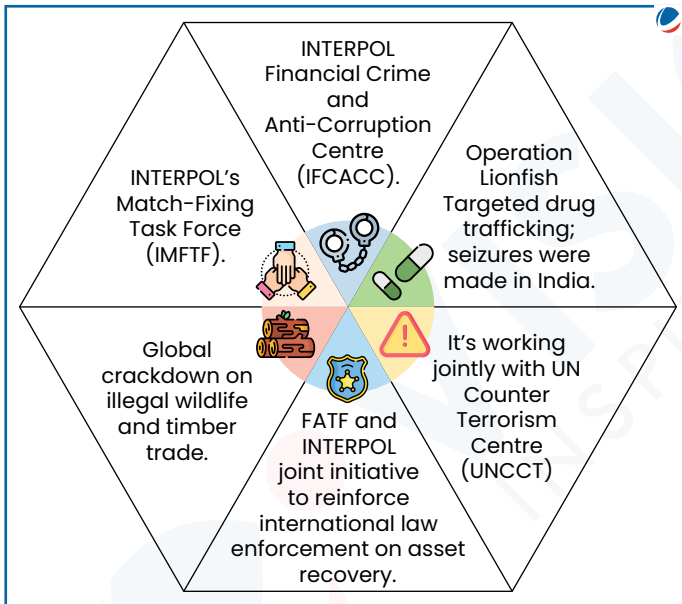 INTERPOL
Financial Crime
and
Anti-Corruption
Centre
(IFCACC).
Operation
Lionfish
Targeted drug
trafficking;
seizures were
made in India.
It's working
jointly with UN
Counter
Terrorism
Centre
(UNCCT)
FATF and
INTERPOL
joint initiative
to reinforce
international law
enforcement on asset
recovery.
Global
crackdown on
illegal wildlife
and timber
trade.
INTERPOL's
Match-Fixing
Task Force
(IMFTF).